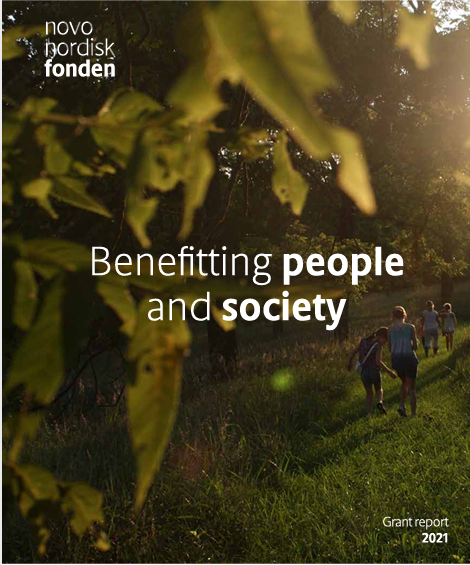 novo
nordisk
fonden
Benefitting people
and society
Grant report
2021